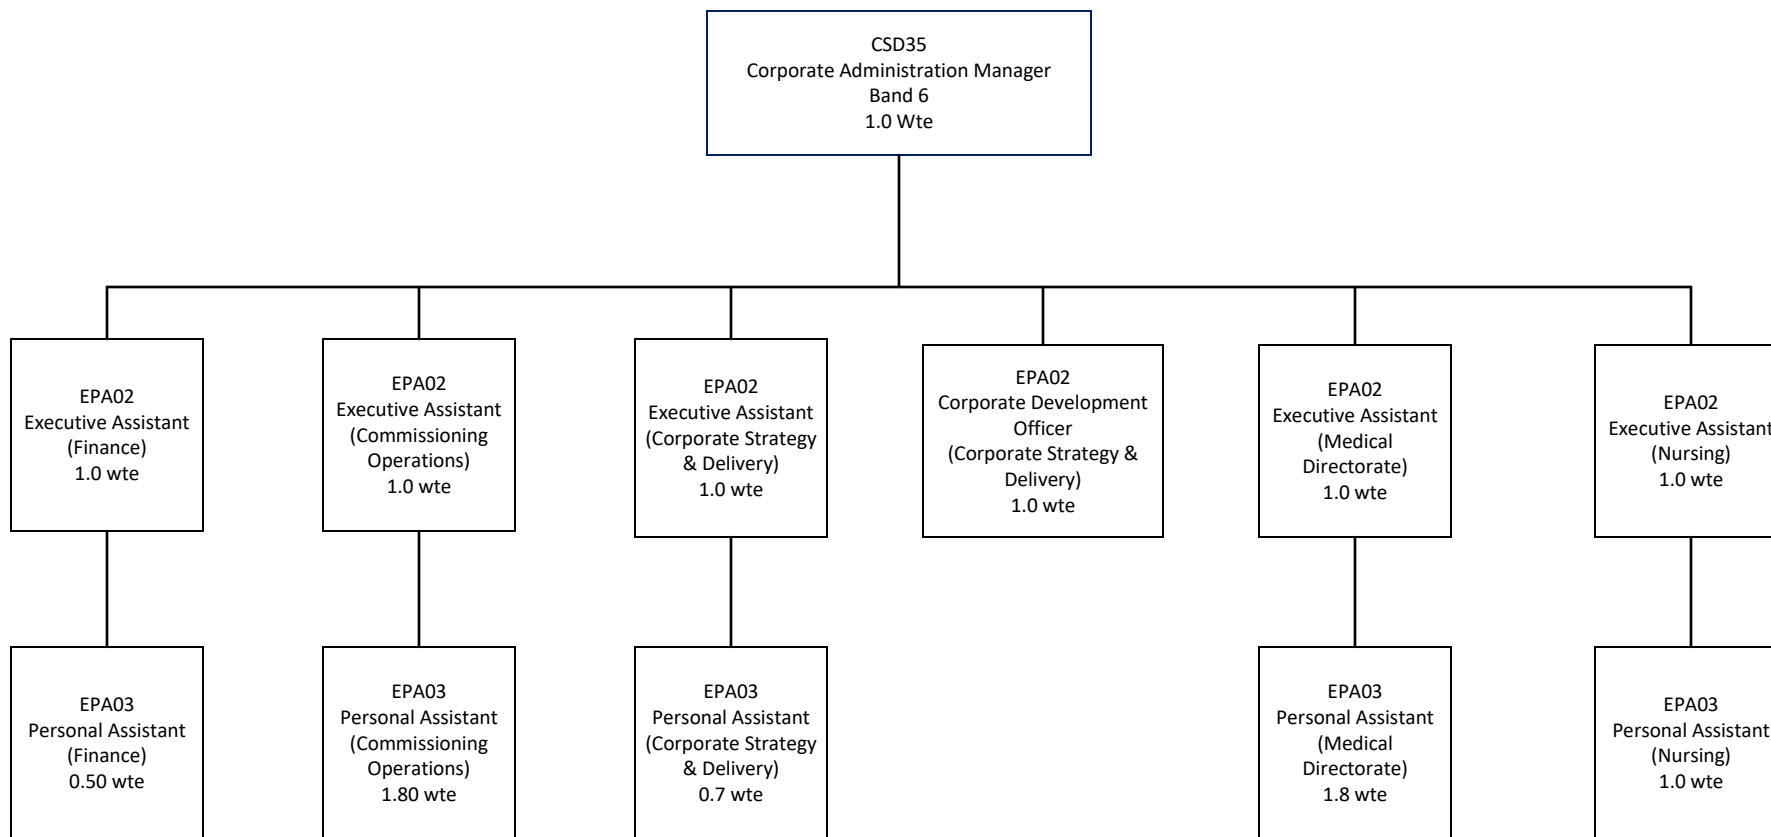 CSD35
Corporate Administration Manager
Band 6
1.0 Wte
EPA02
Executive Assistant
(Finance)
1.0 wte
EPA02
Executive Assistant
(Commissioning
Operations)
1.0 wte
EPA02
Executive Assistant
(Corporate Strategy
& Delivery)
1.0 wte
EPA02
Corporate Development
Officer
(Corporate Strategy &
Delivery)
1.0 wte
EPA02
Executive Assistant
(Medical
Directorate)
1.0 wte
EPA02
Executive Assistant
(Nursing)
1.0 wte
EPA03
Personal Assistant
(Finance)
0.50 wte
EPA03
Personal Assistant
(Commissioning
Operations)
1.80 wte
EPA03
Personal Assistant
(Corporate Strategy
& Delivery)
0.7 wte
EPA03
Personal Assistant
(Medical
Directorate)
1.8 wte
EPA03
Personal Assistant
(Nursing)
1.0 wte